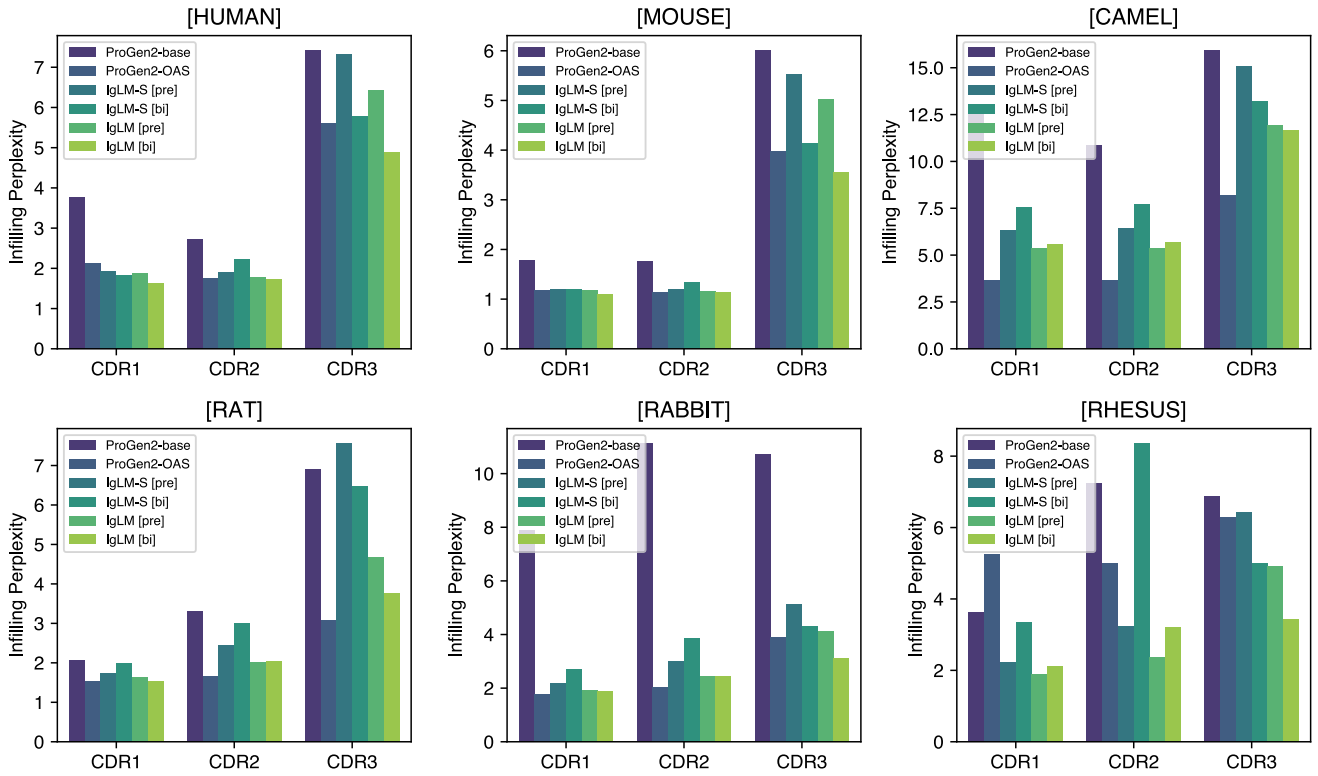 [HUMAN]
Infilling Perplexity
7
6
5
4
3
2
1
0
ProGen2-base
ProGen2-OAS
IgLM-S [pre]
IgLM-S [bi]
IgLM [pre]
IgLM [bi]
CDR1 CDR2 CDR3
[MOUSE]
Infilling Perplexity
6
5
4
3
2
1
0
ProGen2-base
ProGen2-OAS
IgLM-S [pre]
IgLM-S [bi]
IgLM [pre]
IgLM [bi]
CDR1 CDR2 CDR3
[CAMEL]
Infilling Perplexity
15.0
12.5
10.0
7.5
5.0
2.5
0.0
ProGen2-base
ProGen2-OAS
IgLM-S [pre]
IgLM-S [bi]
IgLM [pre]
IgLM [bi]
CDR1 CDR2 CDR3
[RAT]
Infilling Perplexity
7
6
5
4
3
2
1
0
ProGen2-base
ProGen2-OAS
IgLM-S [pre]
IgLM-S [bi]
IgLM [pre]
IgLM [bi]
CDR1 CDR2 CDR3
[RABBIT]
Infilling Perplexity
10
8
6
4
2
0
ProGen2-base
ProGen2-OAS
IgLM-S [pre]
IgLM-S [bi]
IgLM [pre]
IgLM [bi]
CDR1 CDR2 CDR3
[RHESUS]
Infilling Perplexity
8
6
4
2
0
ProGen2-base
ProGen2-OAS
IgLM-S [pre]
IgLM-S [bi]
IgLM [pre]
IgLM [bi]
CDR1 CDR2 CDR3